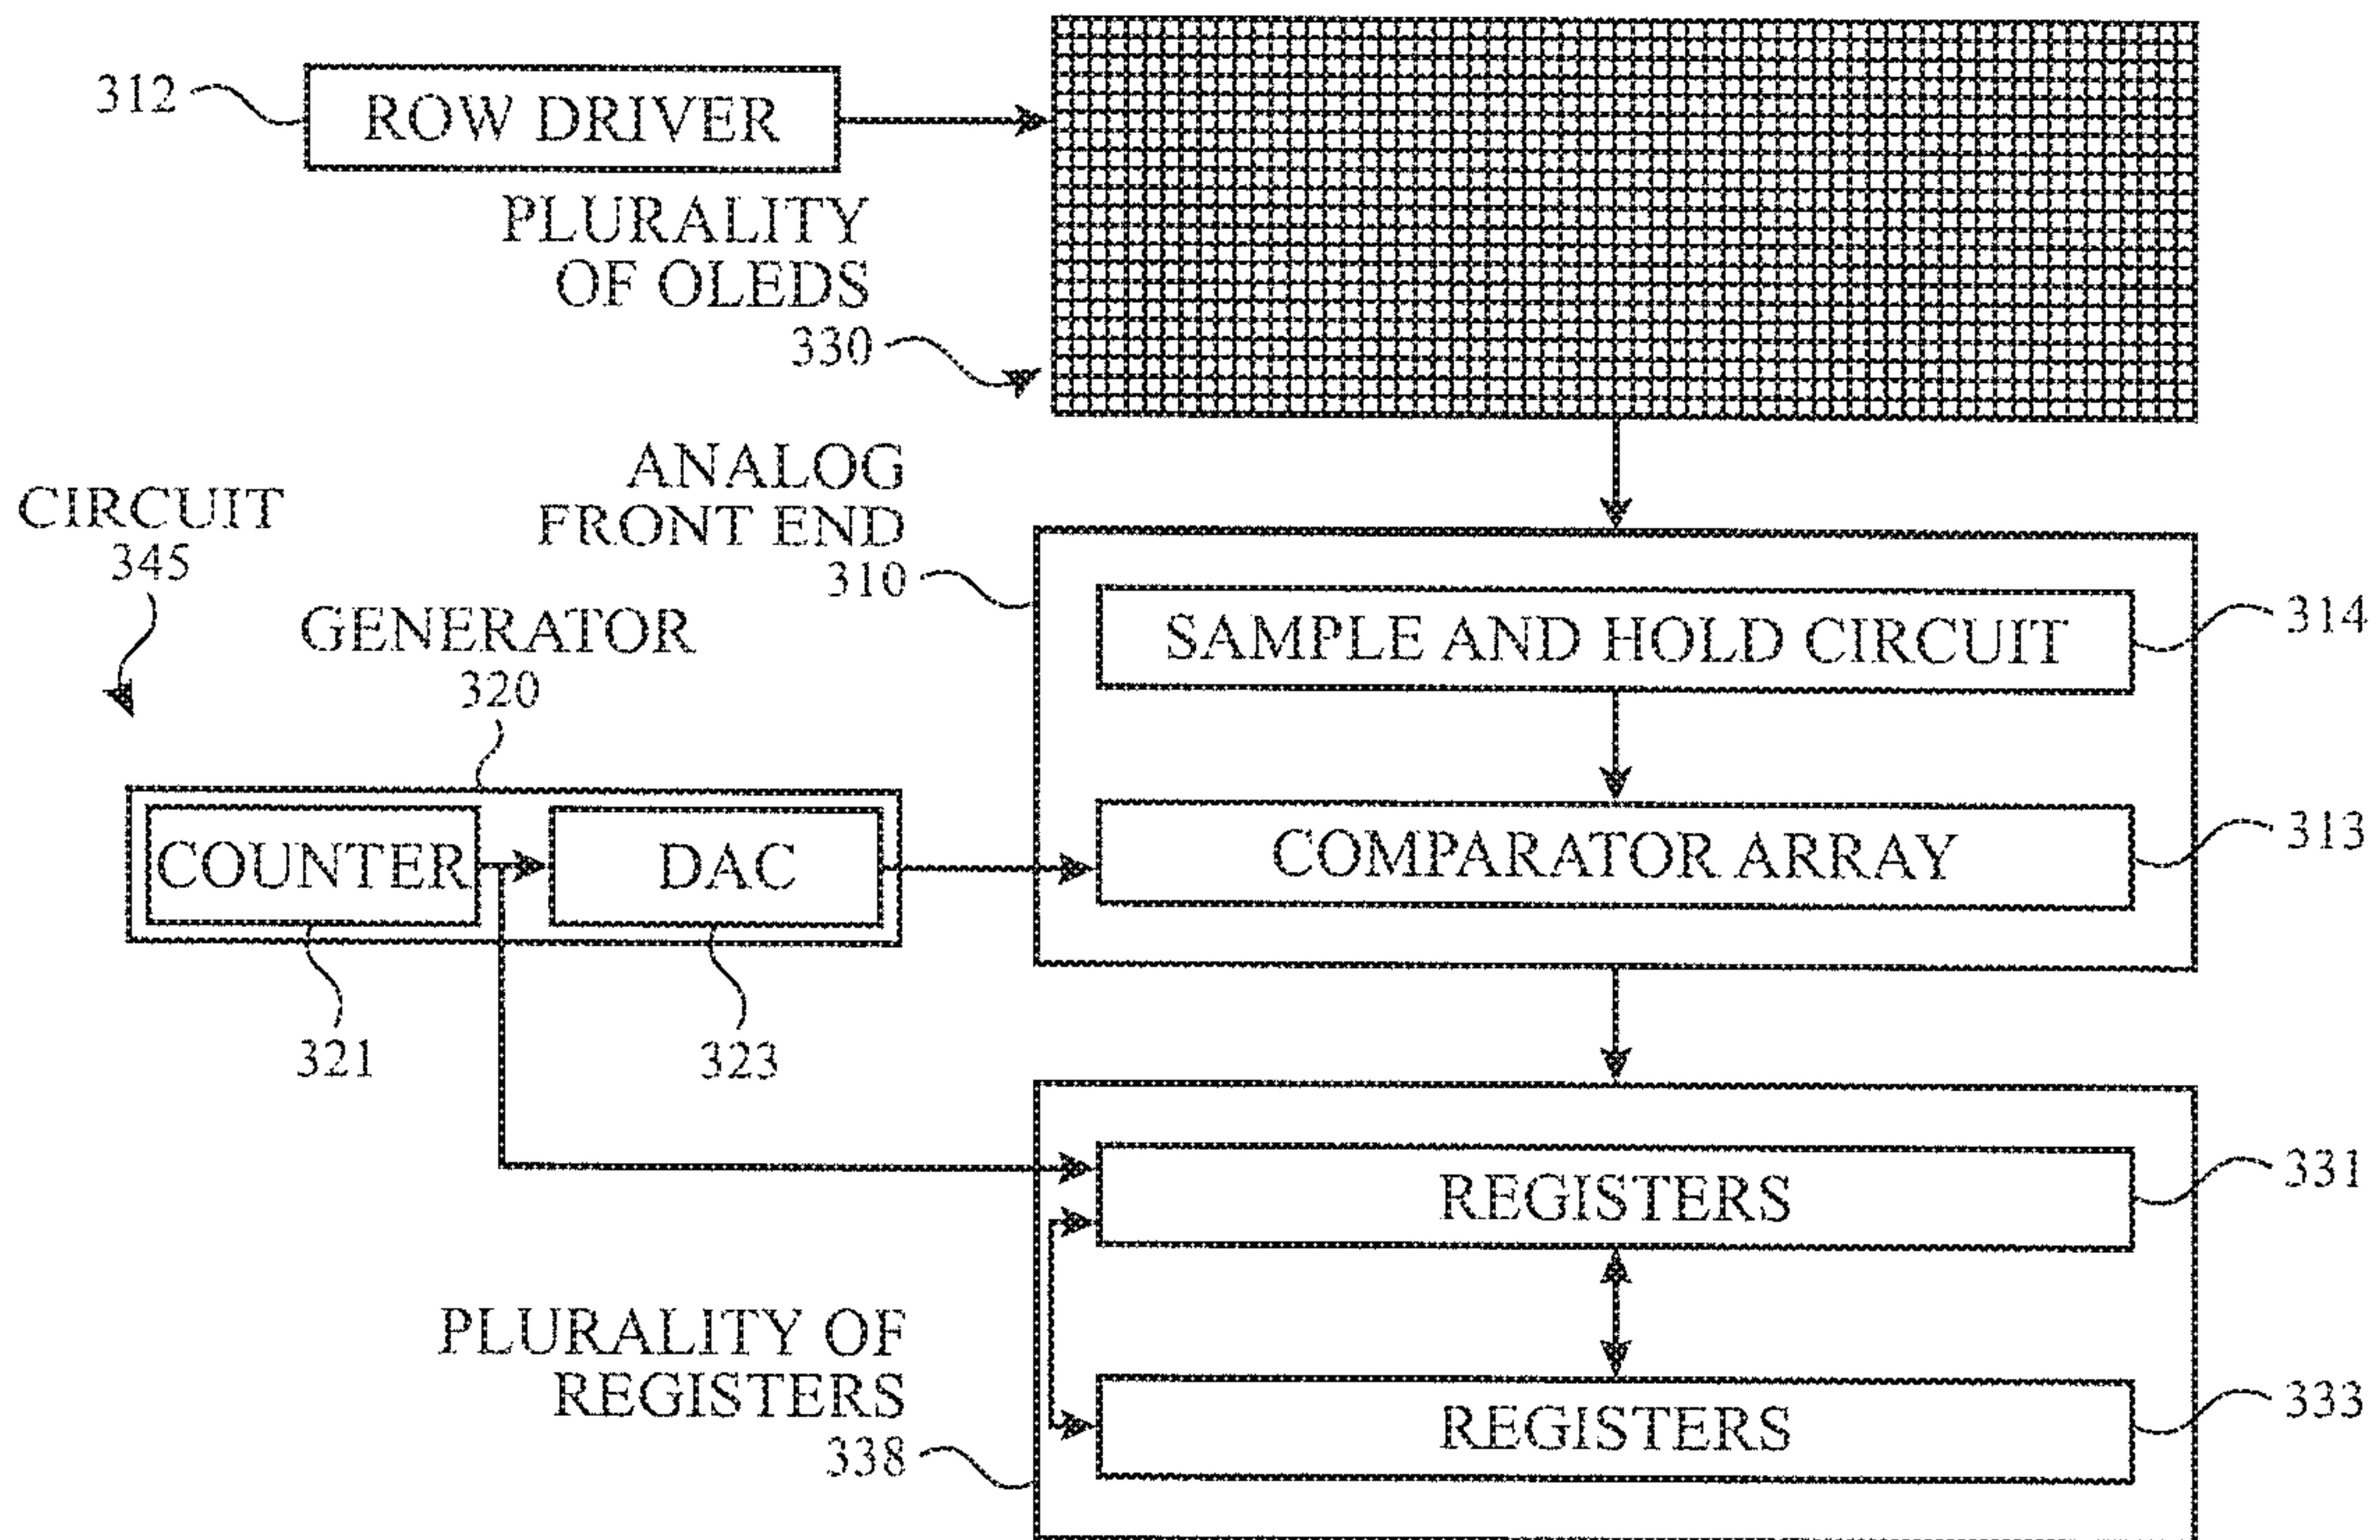 312
ROW DRIVER
PLURALITY
OF OLEDS
330
ANALOG
FRONT END
310
CIRCUIT
345
GENERATOR
320
SAMPLE AND HOLD CIRCUIT
314
COUNTER
DAC
COMPARATOR ARRAY
313
321
323
REGISTERS
331
PLURALITY OF
REGISTERS
338
REGISTERS
333